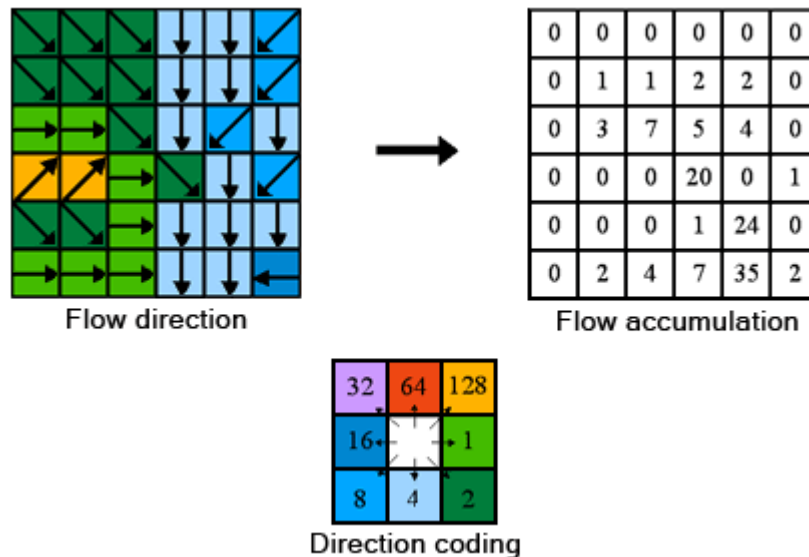 0 0 0 0 0 0
0 1 1 2 2 0
0 3 7 5 4 0
0 0 0 20 0 1
0 0 0 1 24 0
0 2 4 7 35 2
Flow direction
Flow accumulation
32 64 128
16 1
8 4 2
Direction coding